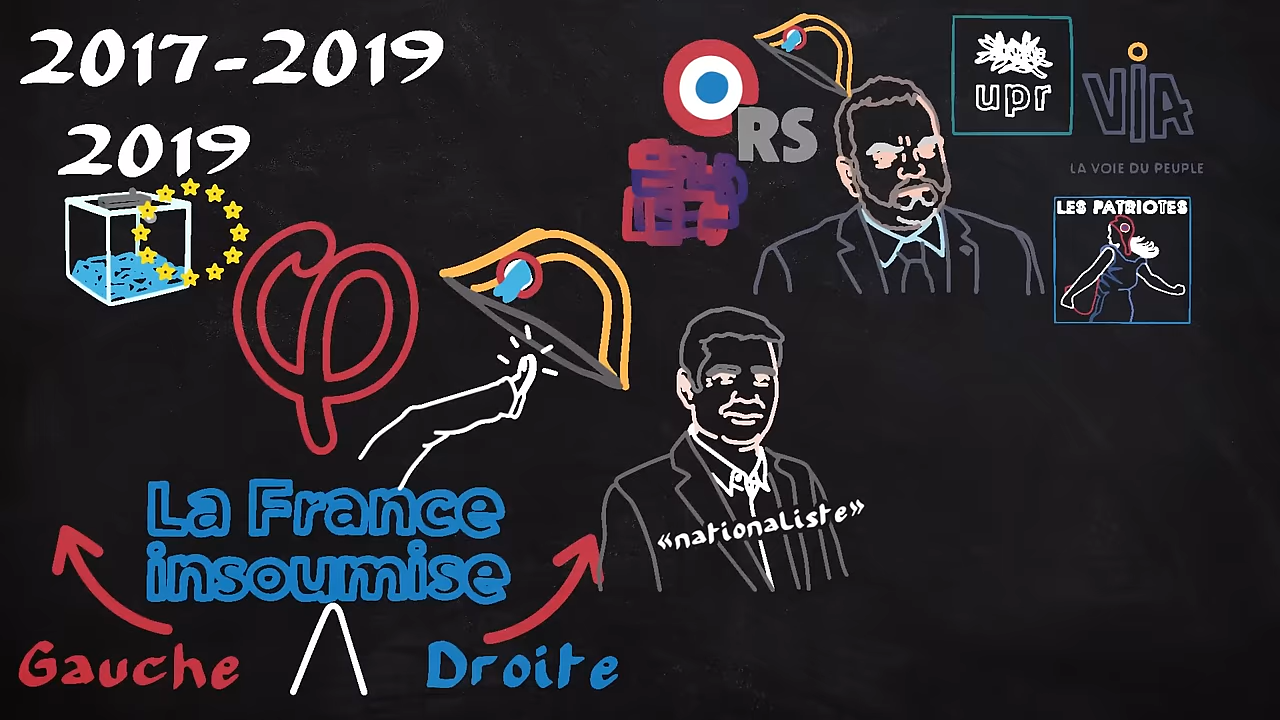 2017-2019
2019
RS
upr
VIA
LA VOIE DU PEUPLE
LES PATRIOTES
La France
insoumise
«nationaliste»
Gauche
Droite